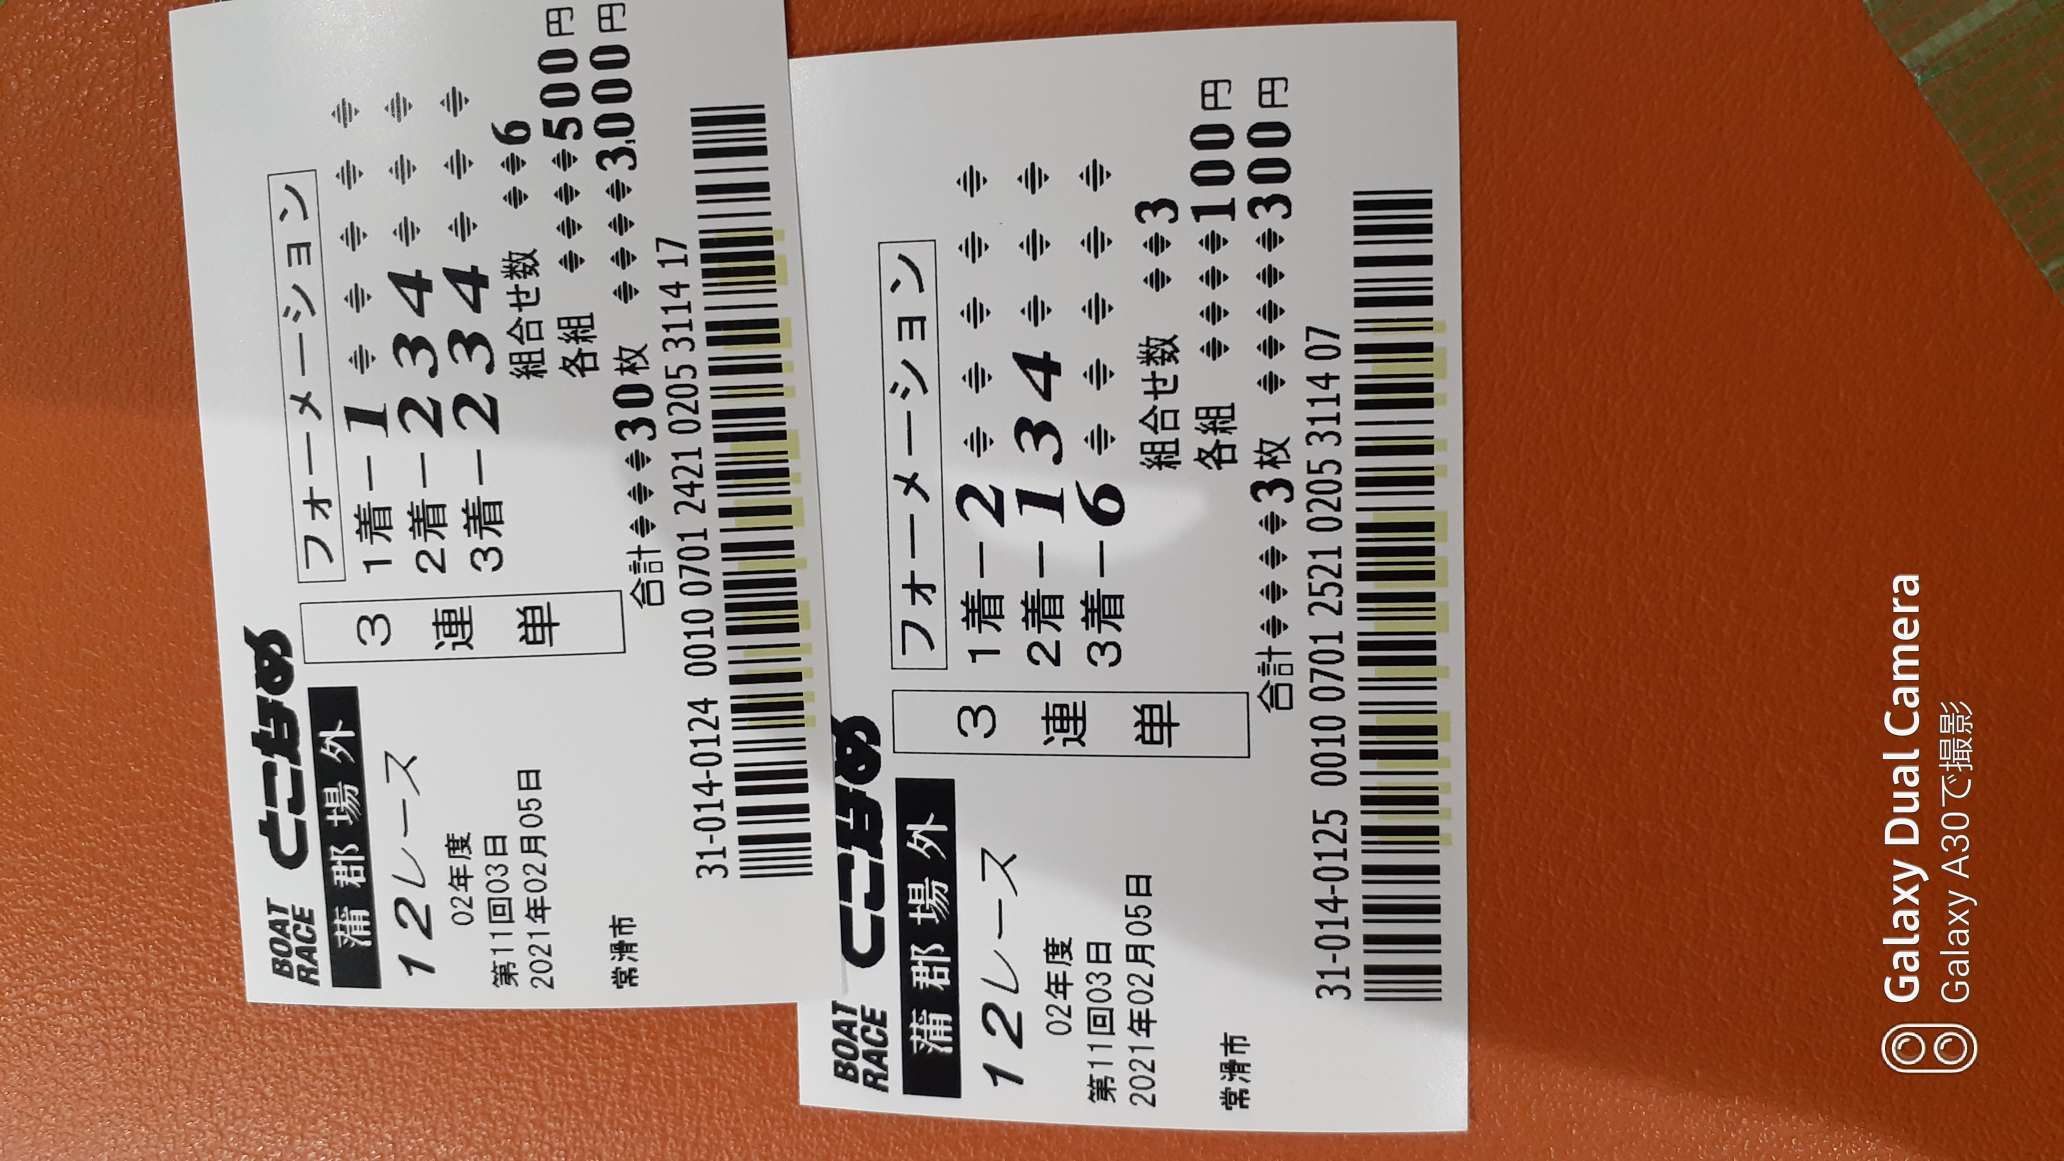 BOAT RACE とこなめ
蒲郡場外
12レース
02年度
第11回03日
2021年02月05日
常滑市
3連単
フォーメーション
1着－1
2着－2 3 4
3着－2 3 4
組合せ数 6
各組 500円
合計 30枚 3,000円
31-014-0124 0010 0701 2421 0205 3114 17
BOAT RACE とこなめ
蒲郡場外
12レース
02年度
第11回03日
2021年02月05日
常滑市
3連単
フォーメーション
1着－2
2着－1 3 4
3着－6
組合せ数 3
各組 100円
合計 3枚 300円
31-014-0125 0010 0701 2521 0205 3114 07
Galaxy Dual Camera
Galaxy A30で撮影